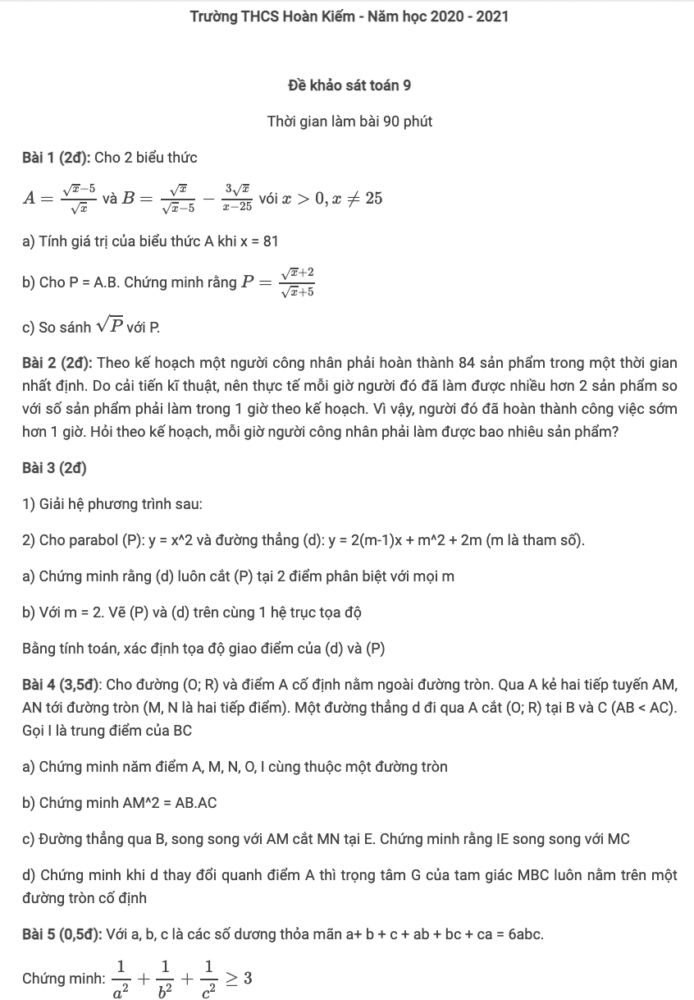 Trường THCS Hoàn Kiếm - Năm học 2020 - 2021
Đề khảo sát toán 9
Thời gian làm bài 90 phút
Bài 1 (2đ): Cho 2 biểu thức
$A = \frac{\sqrt{x}-5}{\sqrt{x}}$ và $B = \frac{\sqrt{x}}{\sqrt{x}-5} - \frac{3\sqrt{x}}{x-25}$ vói $x > 0, x \neq 25$
a) Tính giá trị của biểu thức A khi x = 81
b) Cho P = A.B. Chứng minh rằng $P = \frac{\sqrt{x}+2}{\sqrt{x}+5}$
c) So sánh $\sqrt{P}$ với P.
Bài 2 (2đ): Theo kế hoạch một người công nhân phải hoàn thành 84 sản phẩm trong một thời gian
nhất định. Do cải tiến kĩ thuật, nên thực tế mỗi giờ người đó đã làm được nhiều hơn 2 sản phẩm so
với số sản phẩm phải làm trong 1 giờ theo kế hoạch. Vì vậy, người đó đã hoàn thành công việc sớm
hơn 1 giờ. Hỏi theo kế hoạch, mỗi giờ người công nhân phải làm được bao nhiêu sản phẩm?
Bài 3 (2đ)
1) Giải hệ phương trình sau:
2) Cho parabol (P): y = x^2 và đường thẳng (d): y = 2(m-1)x + m^2 + 2m (m là tham số).
a) Chứng minh rằng (d) luôn cắt (P) tại 2 điểm phân biệt với mọi m
b) Với m = 2. Vẽ (P) và (d) trên cùng 1 hệ trục tọa độ
Bằng tính toán, xác định tọa độ giao điểm của (d) và (P)
Bài 4 (3,5đ): Cho đường (O; R) và điểm A cố định nằm ngoài đường tròn. Qua A kẻ hai tiếp tuyến AM,
AN tới đường tròn (M, N là hai tiếp điểm). Một đường thẳng d đi qua A cắt (O; R) tại B và C (AB < AC).
Gọi I là trung điểm của BC
a) Chứng minh năm điểm A, M, N, O, I cùng thuộc một đường tròn
b) Chứng minh AM^2 = AB.AC
c) Đường thẳng qua B, song song với AM cắt MN tại E. Chứng minh rằng IE song song với MC
d) Chứng minh khi d thay đổi quanh điểm A thì trọng tâm G của tam giác MBC luôn nằm trên một
đường tròn cố định
Bài 5 (0,5đ): Với a, b, c là các số dương thỏa mãn a+ b + c + ab + bc + ca = 6abc.
Chứng minh: $\frac{1}{a^2} + \frac{1}{b^2} + \frac{1}{c^2} \geq 3$